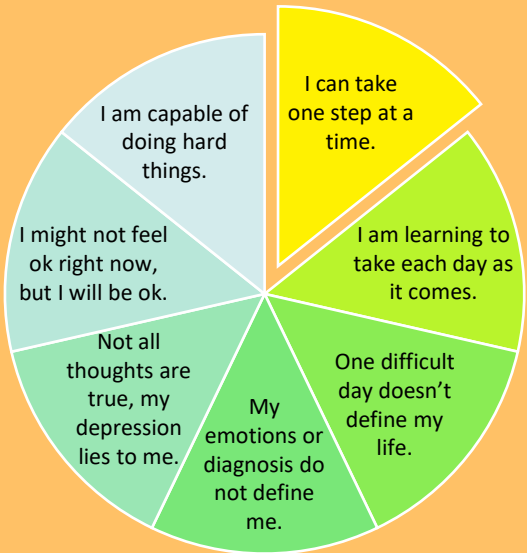 I can take
one step at a
time.
I am learning to
take each day as
it comes.
One difficult
day doesn’t
define my
life.
My
emotions or
diagnosis do
not define
me.
Not all
thoughts are
true, my
depression
lies to me.
I might not feel
ok right now,
but I will be ok.
I am capable of
doing hard
things.